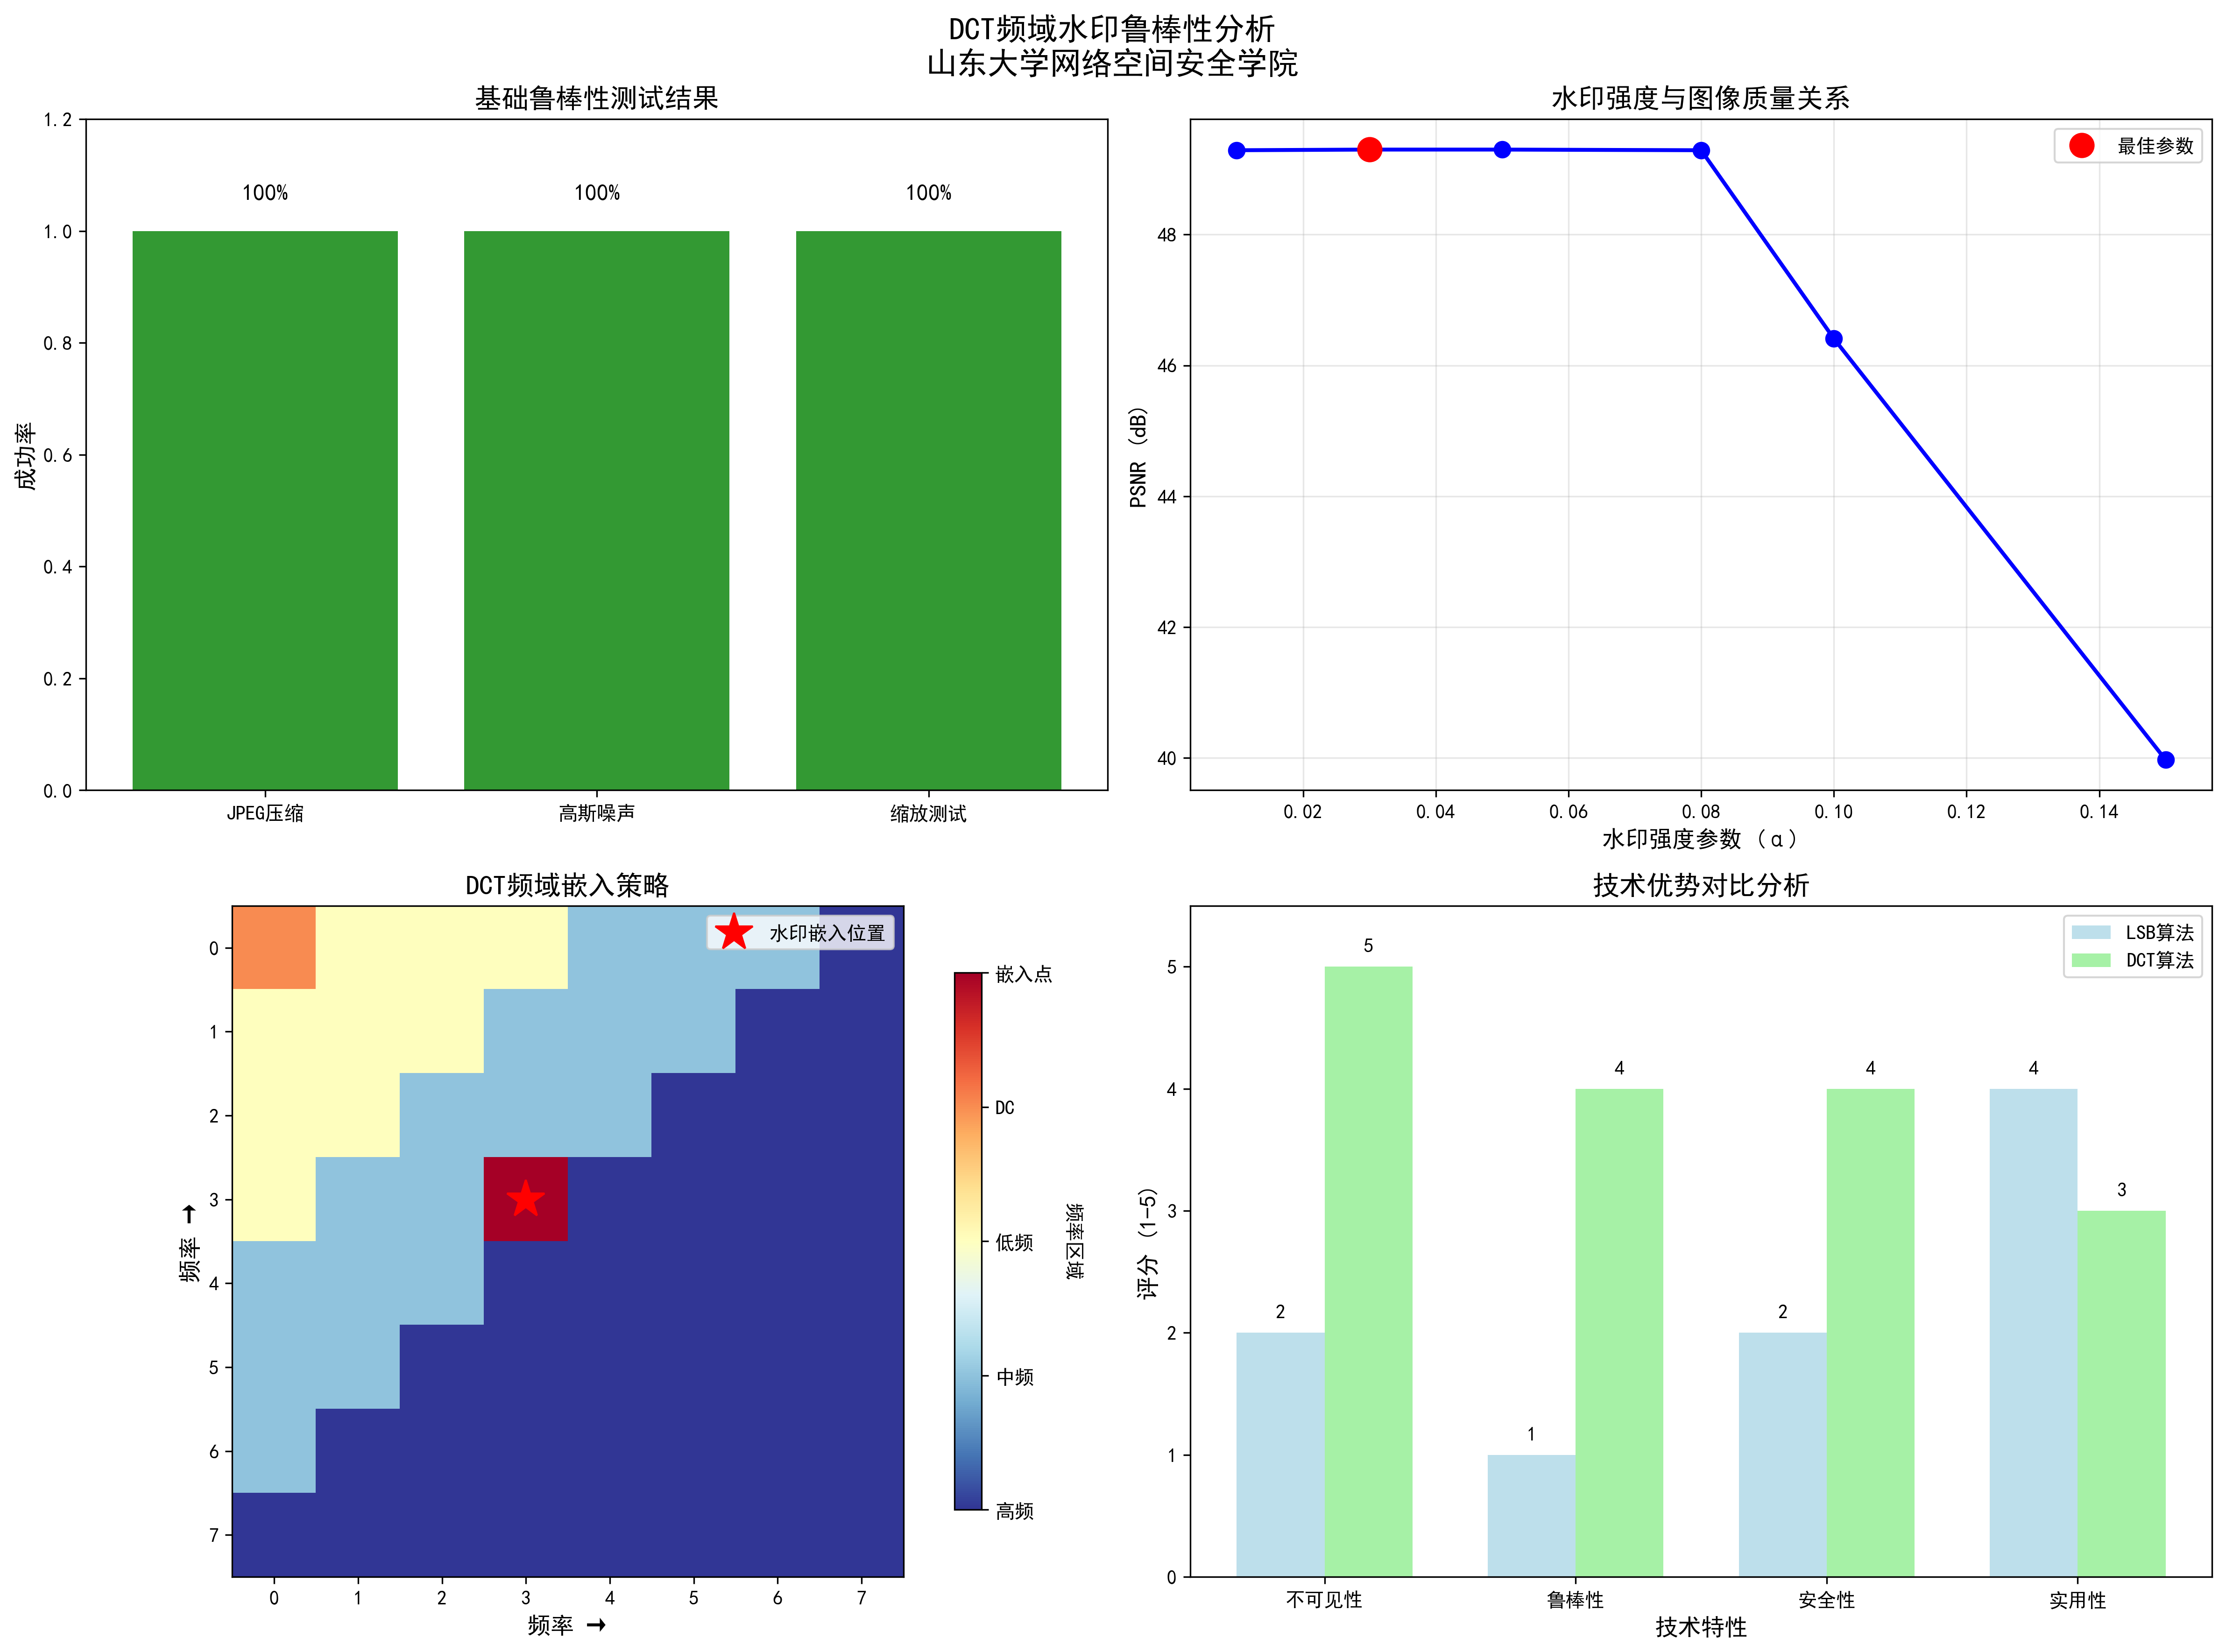 DCT频域水印鲁棒性分析
山东大学网络空间安全学院
基础鲁棒性测试结果
1.2
1.0
0.8
0.6
0.4
0.2
0.0
成功率
100%
100%
100%
JPEG压缩
高斯噪声
缩放测试
水印强度与图像质量关系
最佳参数
48
46
44
42
40
PSNR (dB)
0.02
0.04
0.06
0.08
0.10
0.12
0.14
水印强度参数 (α)
DCT频域嵌入策略
水印嵌入位置
0
1
2
3
4
5
6
7
频率 →
0
1
2
3
4
5
6
7
频率 →
嵌入点
DC
低频
中频
高频
频率区域
技术优势对比分析
LSB算法
DCT算法
5
4
3
2
1
0
评分 (1-5)
2
5
1
4
2
4
4
3
不可见性
鲁棒性
安全性
实用性
技术特性